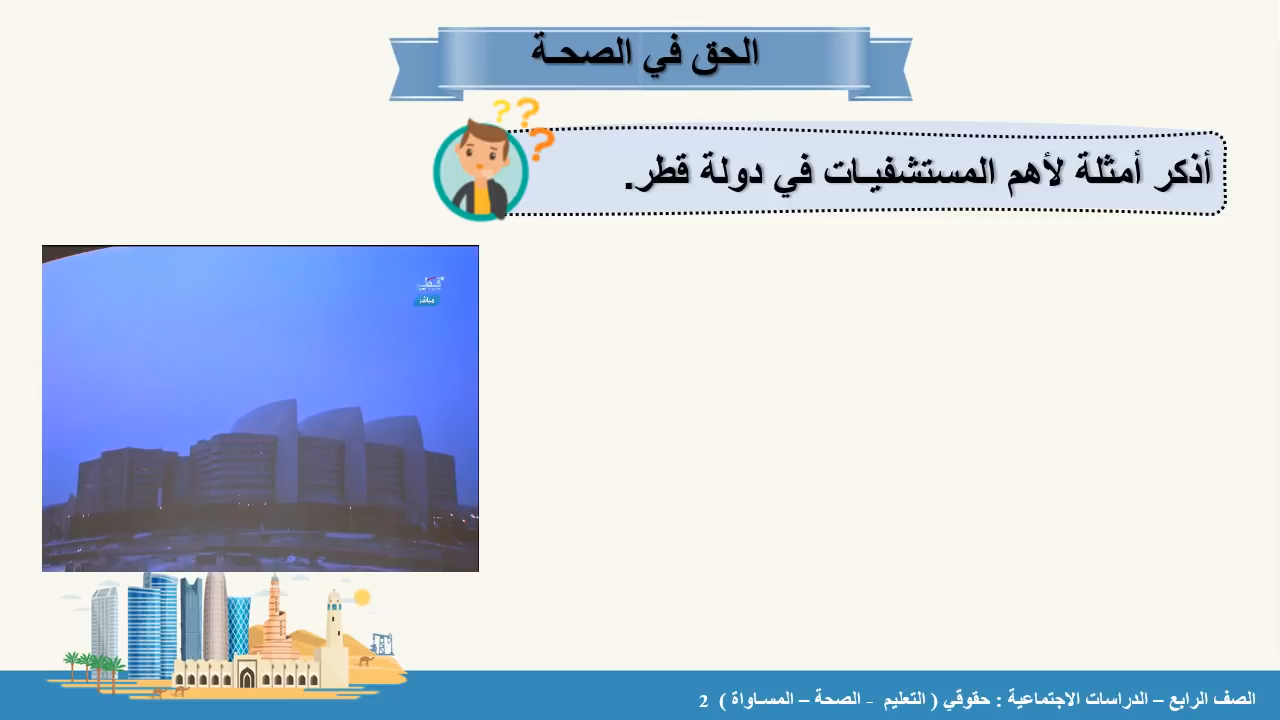 الحق في الصحـة
أذكر أمثلة لأهم المستشفيـات في دولة قطر.
مباشر
الصف الرابع – الدراسات الاجتماعية : حقوقي ( التعليم - الصحة – المسـاواة ) 2